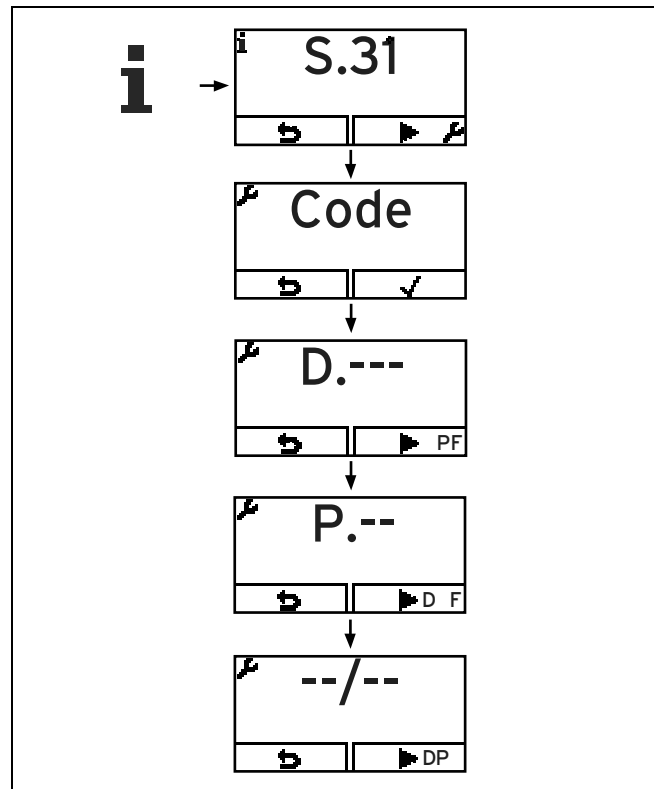 i
i
S.31
Code
D.---
PF
P.--
D F
--/--
DP